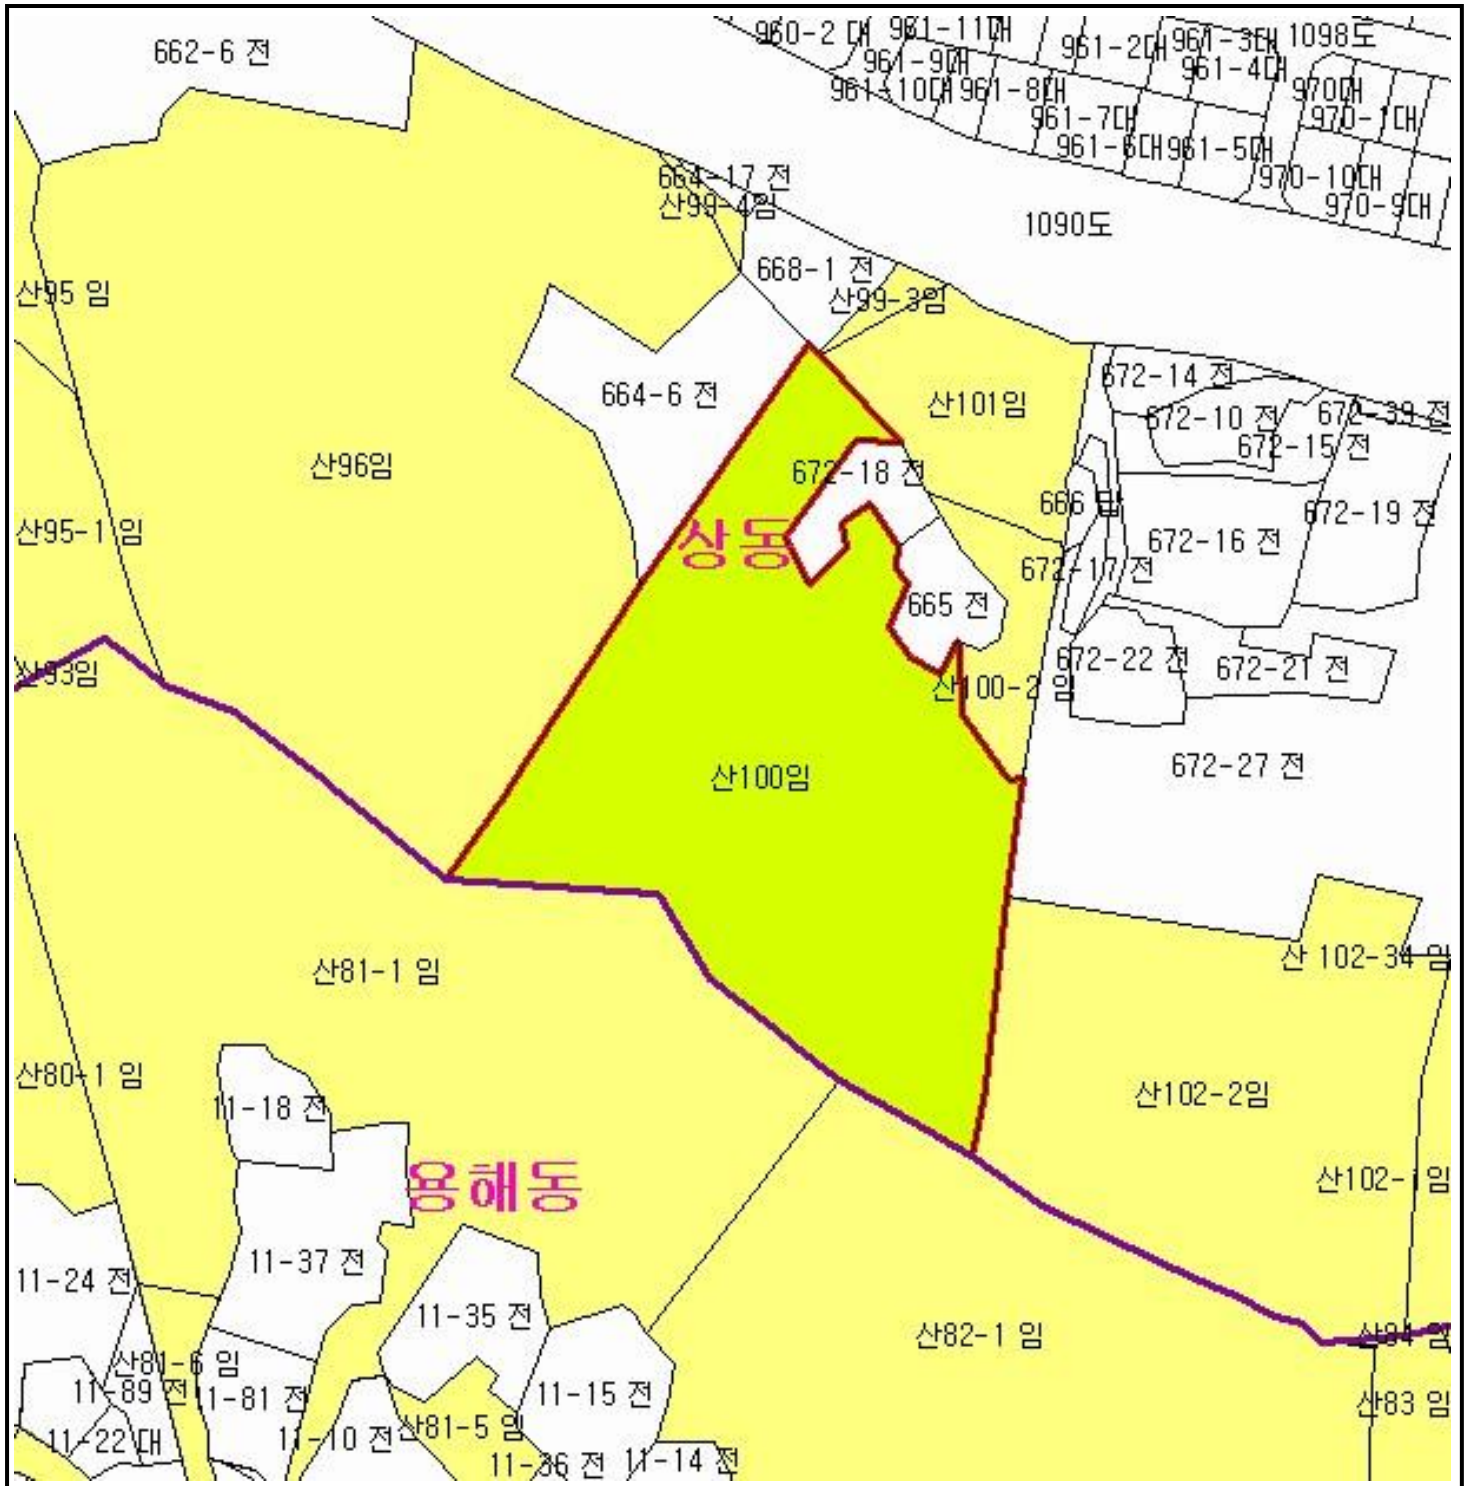 960-2 대
961-11대
961-2대
961-3대
1098도
662-6 전
961-9대
961-4대
961-10대
961-8대
970대
961-7대
970-1대
961-6대
961-5대
664-17 전
970-10대
산99-4임
970-9대
1090도
668-1 전
산95 임
산99-3임
672-14 전
664-6 전
산101임
672-10 전
672-39 전
672-15 전
산96임
672-18 전
666 답
672-19 전
산95-1 임
상동
672-16 전
672-17 전
665 전
산93임
672-22 전
672-21 전
산100-2 임
산100임
672-27 전
산81-1 임
산 102-34 임
산80-1 임
산102-2임
11-18 전
산102-1임
용해동
11-37 전
11-24 전
11-35 전
산82-1 임
산84 임
산81-6 임
11-89 전
11-81 전
11-15 전
산83 임
11-22 대
11-10 전
산81-5 임
11-36 전
11-14 전